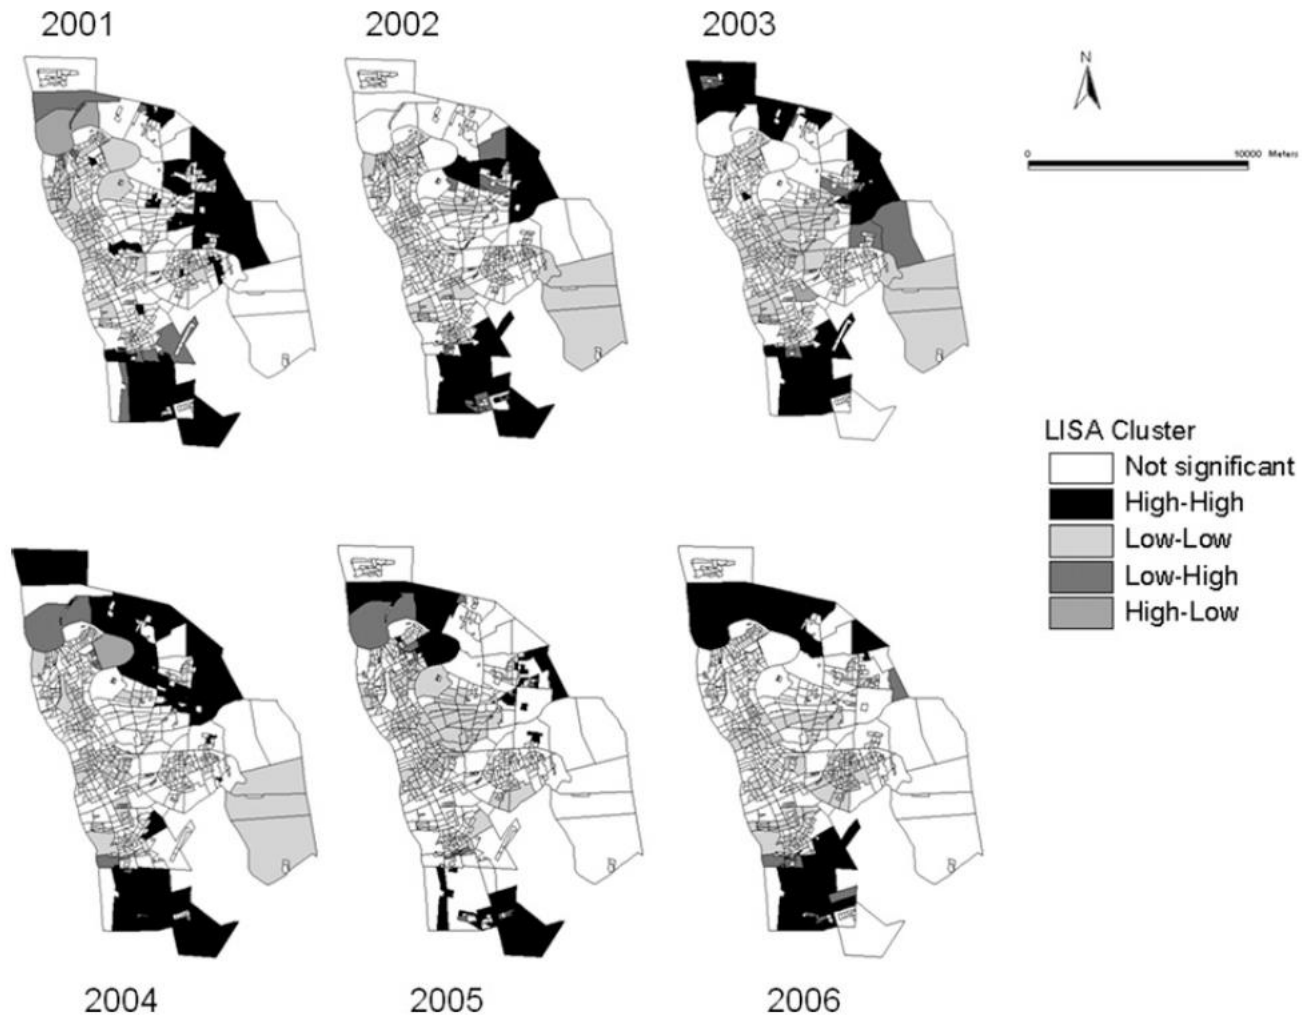 2001
2002
2003
N
0 10000 Meters
LISA Cluster
Not significant
High-High
Low-Low
Low-High
High-Low
2004
2005
2006